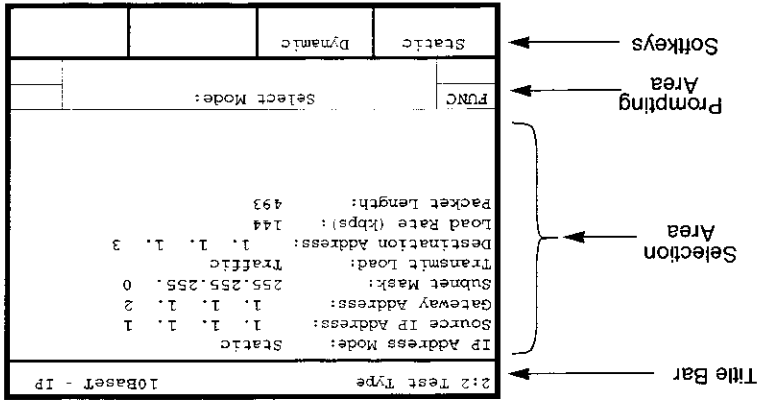 Title Bar
2:2 Test Type 10BaseT - IP
Selection
Area
IP Address Mode: Static
Source IP Address: 1. 1. 1. 1
Gateway Address: 1. 1. 1. 2
Subnet Mask: 255.255.255. 0
Transmit Load: Traffic
Destination Address: 1. 1. 1. 3
Load Rate (kbps): 144
Packet Length: 493
Prompting
Area
FUNC Select Mode:
Softkeys
Static Dynamic